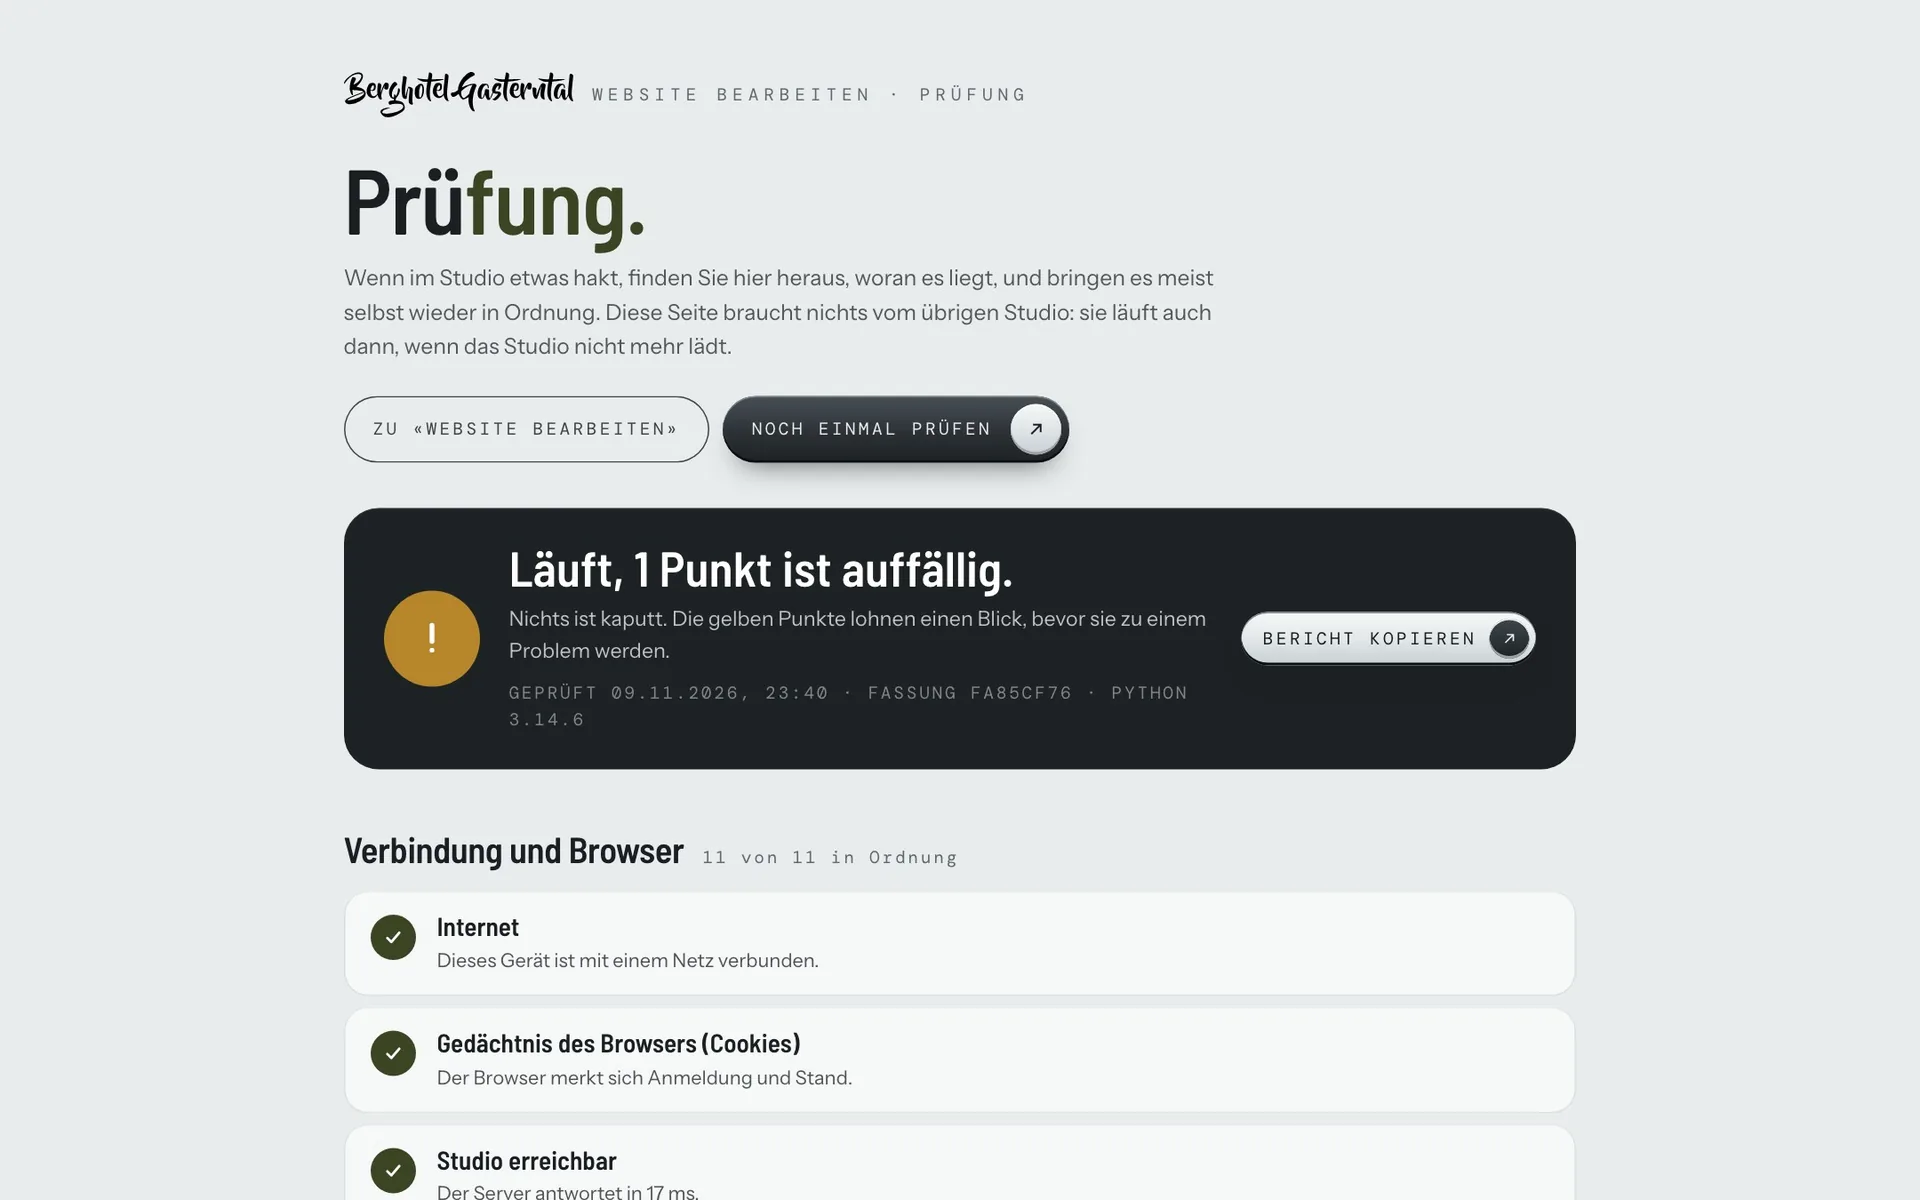 Berghotel Gasterntal WEBSITE BEARBEITEN · PRÜFUNG
Prüfung.
Wenn im Studio etwas hakt, finden Sie hier heraus, woran es liegt, und bringen es meist
selbst wieder in Ordnung. Diese Seite braucht nichts vom übrigen Studio: sie läuft auch
dann, wenn das Studio nicht mehr lädt.
ZU «WEBSITE BEARBEITEN» NOCH EINMAL PRÜFEN
Läuft, 1 Punkt ist auffällig.
Nichts ist kaputt. Die gelben Punkte lohnen einen Blick, bevor sie zu einem
Problem werden.
GEPRÜFT 09.11.2026, 23:40 · FASSUNG FA85CF76 · PYTHON
3.14.6
BERICHT KOPIEREN
Verbindung und Browser 11 von 11 in Ordnung
Internet
Dieses Gerät ist mit einem Netz verbunden.
Gedächtnis des Browsers (Cookies)
Der Browser merkt sich Anmeldung und Stand.
Studio erreichbar
Der Server antwortet in 17 ms.